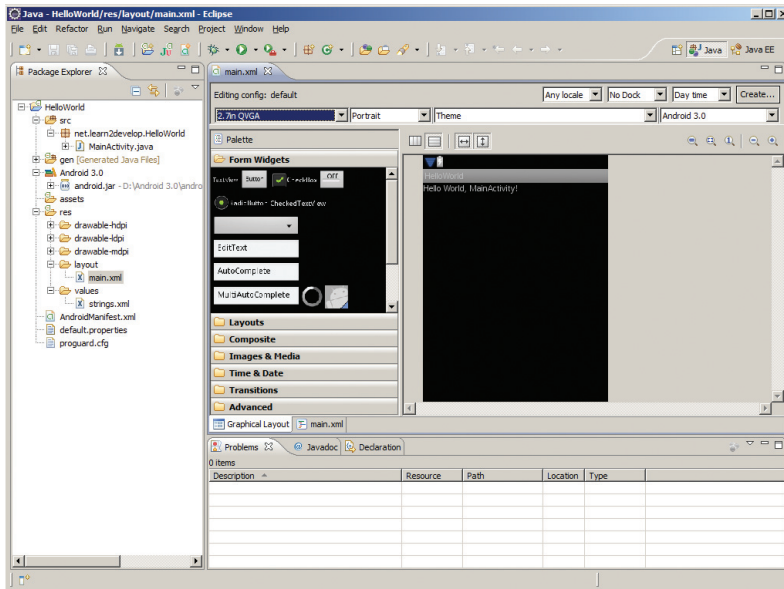 Java - HelloWorld/res/layout/main.xml - Eclipse
File Edit Refactor Run Navigate Search Project Window Help
Java Java EE
Package Explorer
HelloWorld
src
net.learn2develop.HelloWorld
MainActivity.java
gen [Generated Java Files]
Android 3.0
android.jar - D:\Android 3.0\andro
assets
res
drawable-hdpi
drawable-ldpi
drawable-mdpi
layout
main.xml
values
strings.xml
AndroidManifest.xml
default.properties
proguard.cfg
main.xml
Editing config: default
Any locale No Dock Day time Create...
2.7in QVGA Portrait Theme Android 3.0
Palette
Form Widgets
TextView Button CheckBox OFF
RadioButton CheckedTextView
EditText
AutoComplete
MultiAutoComplete
Layouts
Composite
Images & Media
Time & Date
Transitions
Advanced
HelloWorld
Hello World, MainActivity!
Graphical Layout main.xml
Problems Javadoc Declaration
0 items
Description Resource Path Location Type